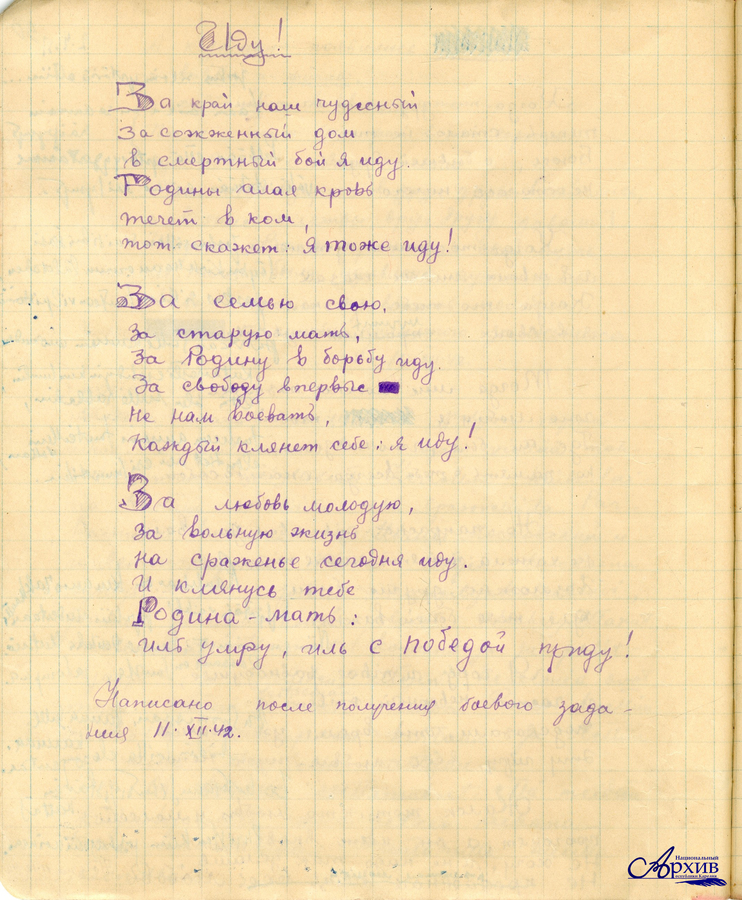 Иду!
За край наш чудесный
За сожженный дом
в смертный бой я иду.
Родины алая кровь
течет в ком,
тот скажет: я тоже иду!
За семью свою,
За старую мать,
За Родину в борьбу иду.
За свободу впервые
не нам воевать,
Каждый клянет себе: я иду!
За любовь молодую,
за вольную жизнь
на сраженье сегодня иду.
И клянусь тебе
Родина-мать:
иль умру, иль с победой приду!
Написано после получения боевого зада-
ния 11.XII.42.
Национальный
Архив
республики Карелия